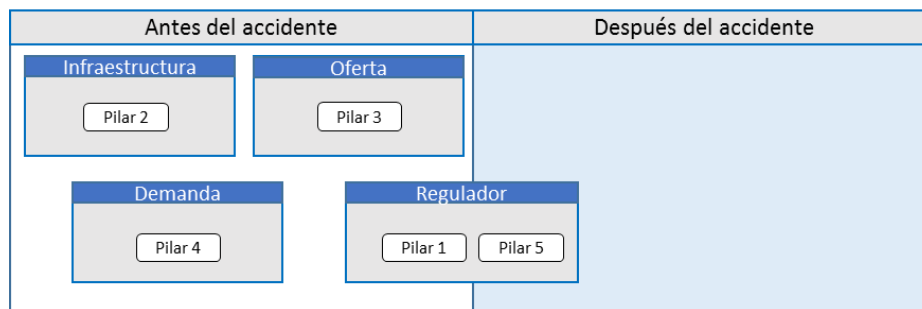 Antes del accidente
Después del accidente
Infraestructura
Oferta
Pilar 2
Pilar 3
Demanda
Regulador
Pilar 4
Pilar 1
Pilar 5